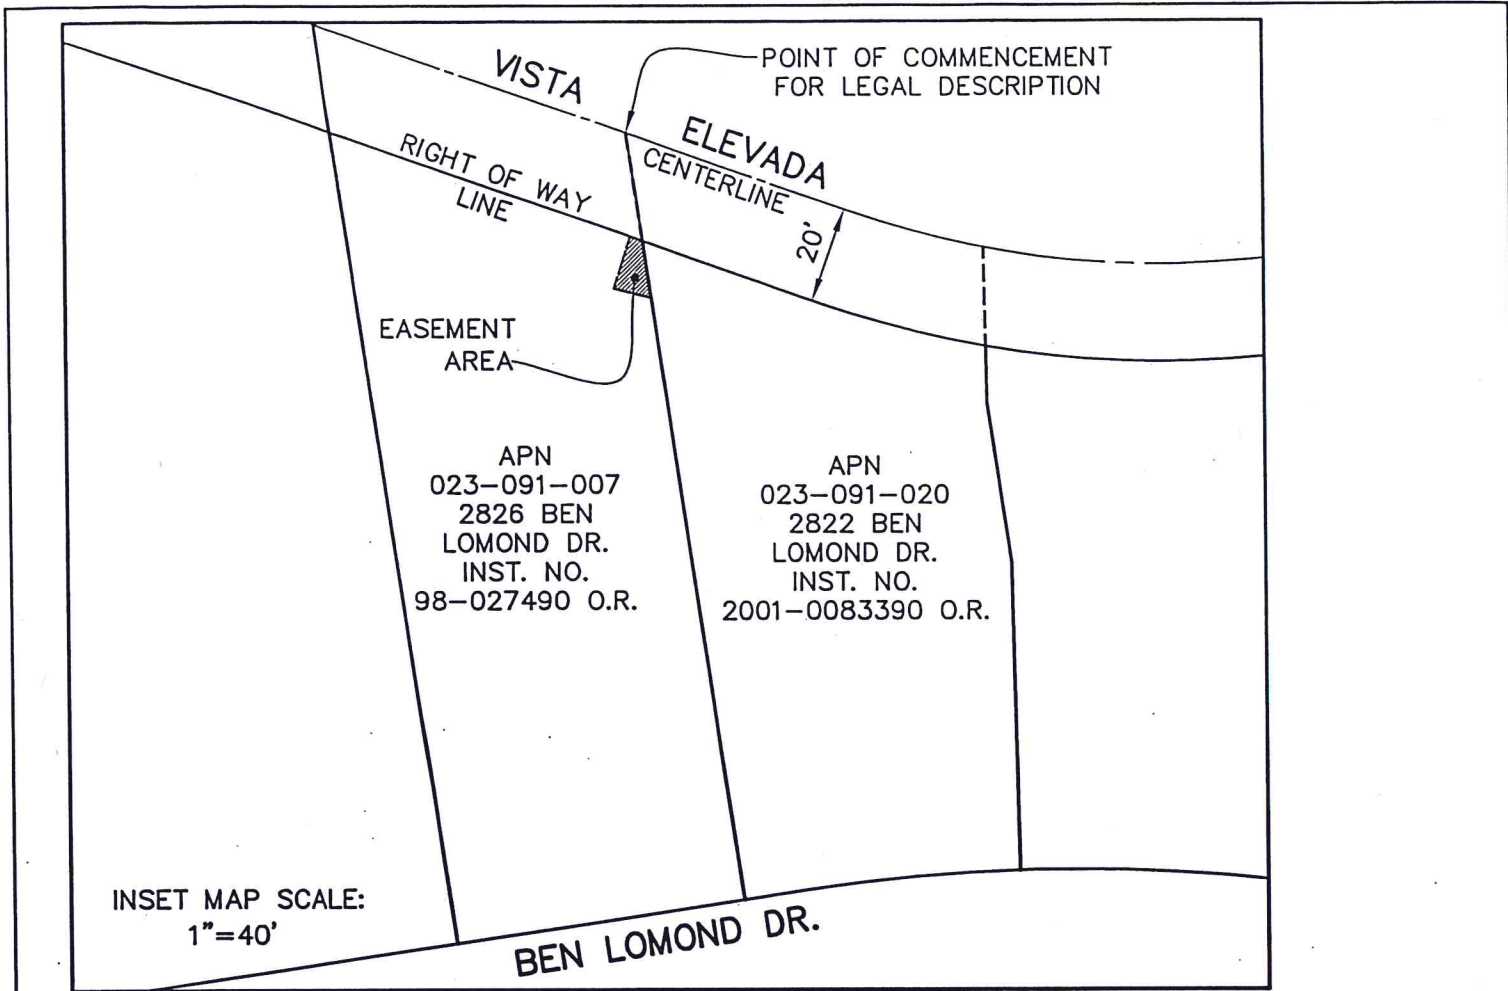 POINT OF COMMENCEMENT
FOR LEGAL DESCRIPTION
VISTA
ELEVADA
CENTERLINE
RIGHT OF WAY
LINE
20'
EASEMENT
AREA
APN
023-091-007
2826 BEN
LOMOND DR.
INST. NO.
98-027490 O.R.
APN
023-091-020
2822 BEN
LOMOND DR.
INST. NO.
2001-0083390 O.R.
INSET MAP SCALE:
1"=40'
BEN LOMOND DR.